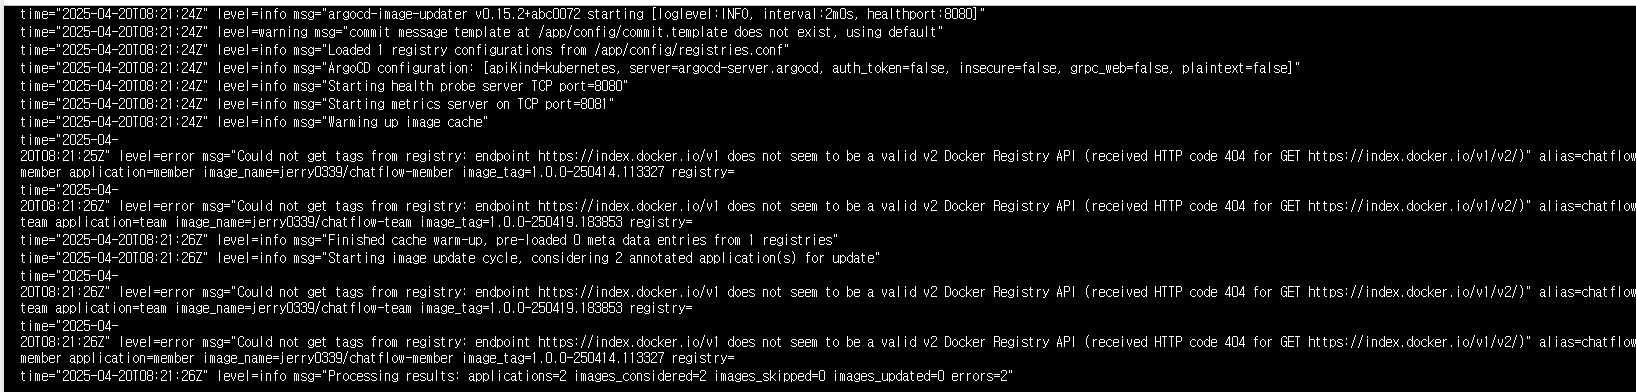 time="2025-04-20T08:21:24Z" level=info msg="argocd-image-updater v0.15.2+abc0072 starting [loglevel:INFO, interval:2m0s, healthport:8080]"
time="2025-04-20T08:21:24Z" level=warning msg="commit message template at /app/config/commit.template does not exist, using default"
time="2025-04-20T08:21:24Z" level=info msg="Loaded 1 registry configurations from /app/config/registries.conf"
time="2025-04-20T08:21:24Z" level=info msg="ArgoCD configuration: [apiKind=kubernetes, server=argocd-server.argocd, auth_token=false, insecure=false, grpc_web=false, plaintext=false]"
time="2025-04-20T08:21:24Z" level=info msg="Starting health probe server TCP port=8080"
time="2025-04-20T08:21:24Z" level=info msg="Starting metrics server on TCP port=8081"
time="2025-04-20T08:21:24Z" level=info msg="Warming up image cache"
time="2025-04-
20T08:21:25Z" level=error msg="Could not get tags from registry: endpoint https://index.docker.io/v1 does not seem to be a valid v2 Docker Registry API (received HTTP code 404 for GET https://index.docker.io/v1/v2/)" alias=chatflow
member application=member image_name=jerry0339/chatflow-member image_tag=1.0.0-250414.113327 registry=
time="2025-04-
20T08:21:26Z" level=error msg="Could not get tags from registry: endpoint https://index.docker.io/v1 does not seem to be a valid v2 Docker Registry API (received HTTP code 404 for GET https://index.docker.io/v1/v2/)" alias=chatflow
team application=team image_name=jerry0339/chatflow-team image_tag=1.0.0-250419.183853 registry=
time="2025-04-20T08:21:26Z" level=info msg="Finished cache warm-up, pre-loaded 0 meta data entries from 1 registries"
time="2025-04-20T08:21:26Z" level=info msg="Starting image update cycle, considering 2 annotated application(s) for update"
time="2025-04-
20T08:21:26Z" level=error msg="Could not get tags from registry: endpoint https://index.docker.io/v1 does not seem to be a valid v2 Docker Registry API (received HTTP code 404 for GET https://index.docker.io/v1/v2/)" alias=chatflow
team application=team image_name=jerry0339/chatflow-team image_tag=1.0.0-250419.183853 registry=
time="2025-04-
20T08:21:26Z" level=error msg="Could not get tags from registry: endpoint https://index.docker.io/v1 does not seem to be a valid v2 Docker Registry API (received HTTP code 404 for GET https://index.docker.io/v1/v2/)" alias=chatflow
member application=member image_name=jerry0339/chatflow-member image_tag=1.0.0-250414.113327 registry=
time="2025-04-20T08:21:26Z" level=info msg="Processing results: applications=2 images_considered=2 images_skipped=0 images_updated=0 errors=2"